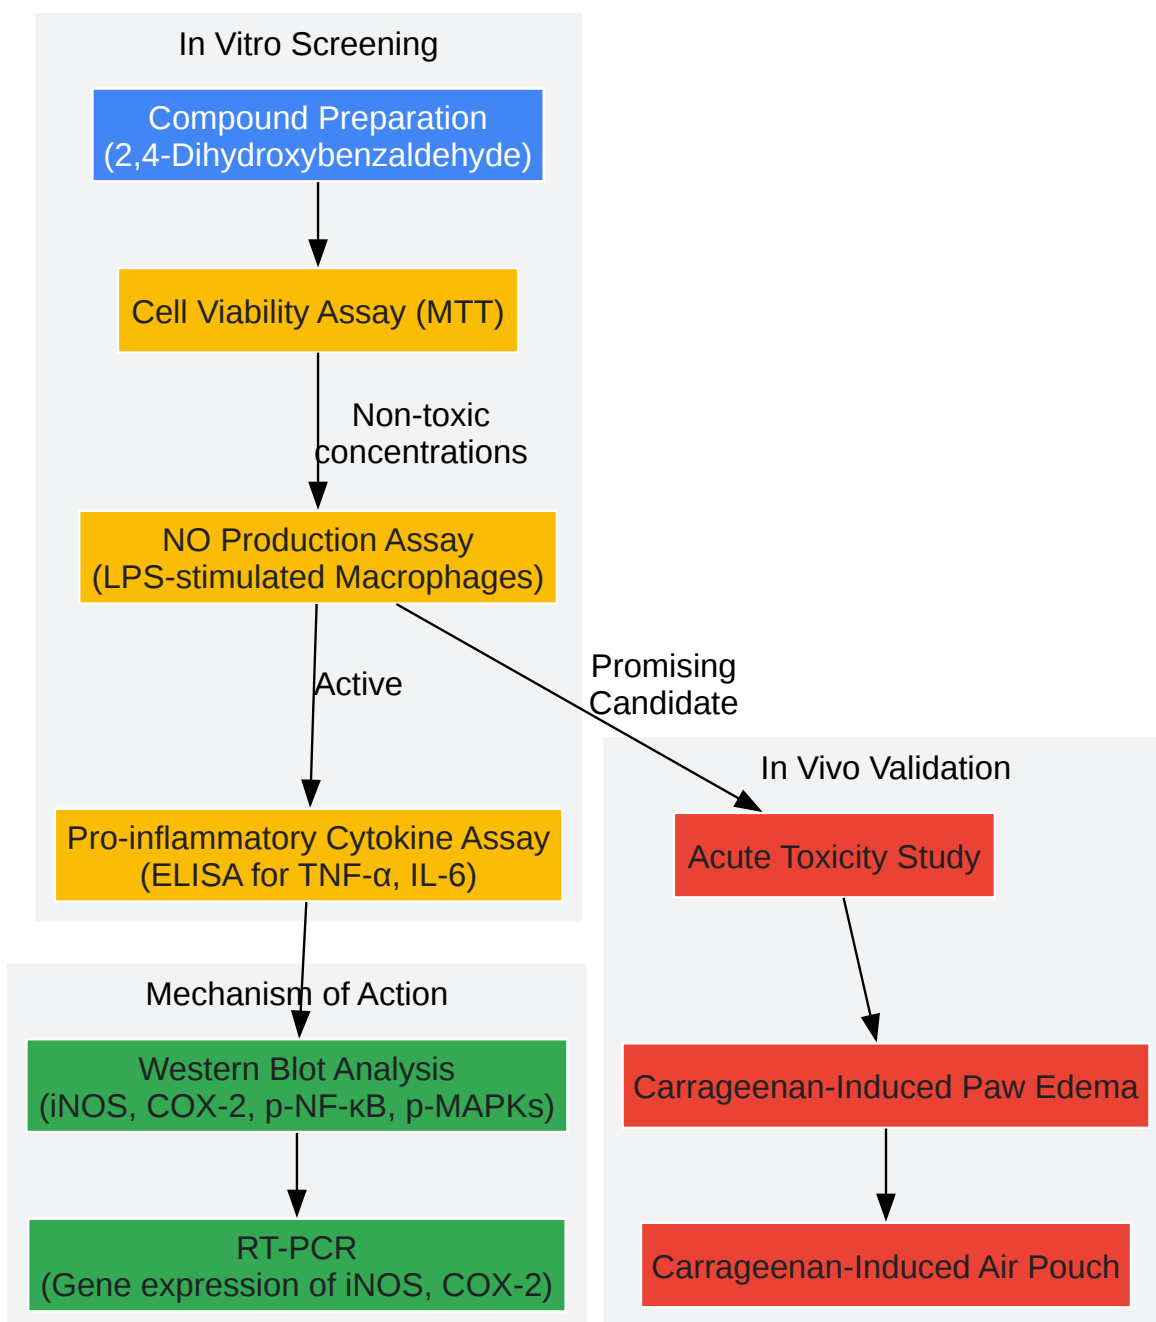 In Vitro Screening
Compound Preparation
(2,4-Dihydroxybenzaldehyde)
Cell Viability Assay (MTT)
Non-toxic
concentrations
NO Production Assay
(LPS-stimulated Macrophages)
Active
Promising
Candidate
Pro-inflammatory Cytokine Assay
(ELISA for TNF-α, IL-6)
Mechanism of Action
Western Blot Analysis
(iNOS, COX-2, p-NF-κB, p-MAPKs)
RT-PCR
(Gene expression of iNOS, COX-2)
In Vivo Validation
Acute Toxicity Study
Carrageenan-Induced Paw Edema
Carrageenan-Induced Air Pouch